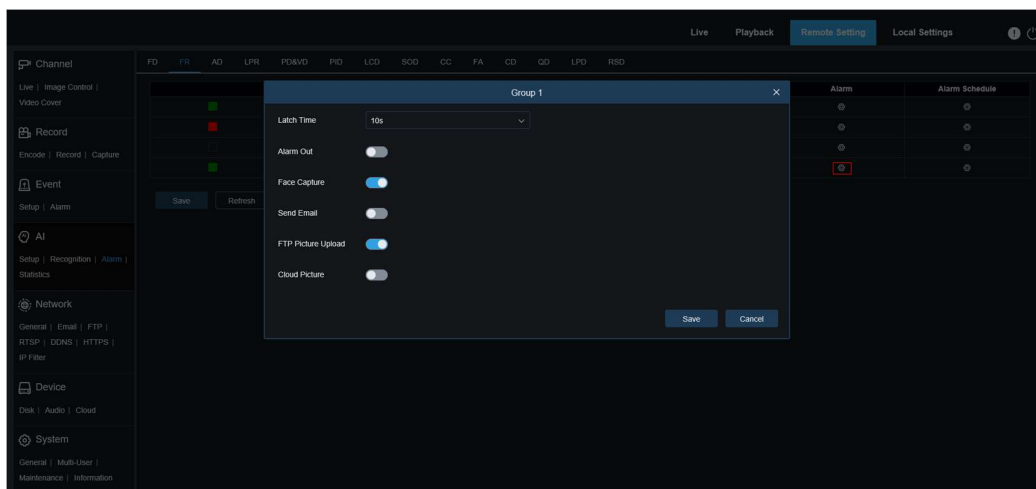 Live Playback Remote Setting Local Settings
Channel
Live | Image Control |
Video Cover
Record
Encode | Record | Capture
Event
Setup | Alarm
AI
Setup | Recognition | Alarm |
Statistics
Network
General | Email | FTP |
RTSP | DDNS | HTTPS |
IP Filter
Device
Disk | Audio | Cloud
System
General | Multi-User |
Maintenance | Information
FD FR AD LPR PD&VD PID LCD SOD CC FA CD QD LPD RSD
Alarm Alarm Schedule
Save Refresh
Group 1
Latch Time 10s
Alarm Out
Face Capture
Send Email
FTP Picture Upload
Cloud Picture
Save Cancel